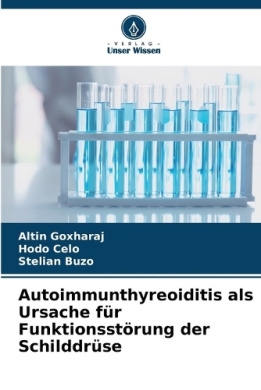 VERLAG
Unser Wissen
Altin Goxharaj
Hodo Celo
Stelian Buzo
Autoimmunthyreoiditis als
Ursache für
Funktionsstörung der
Schilddrüse